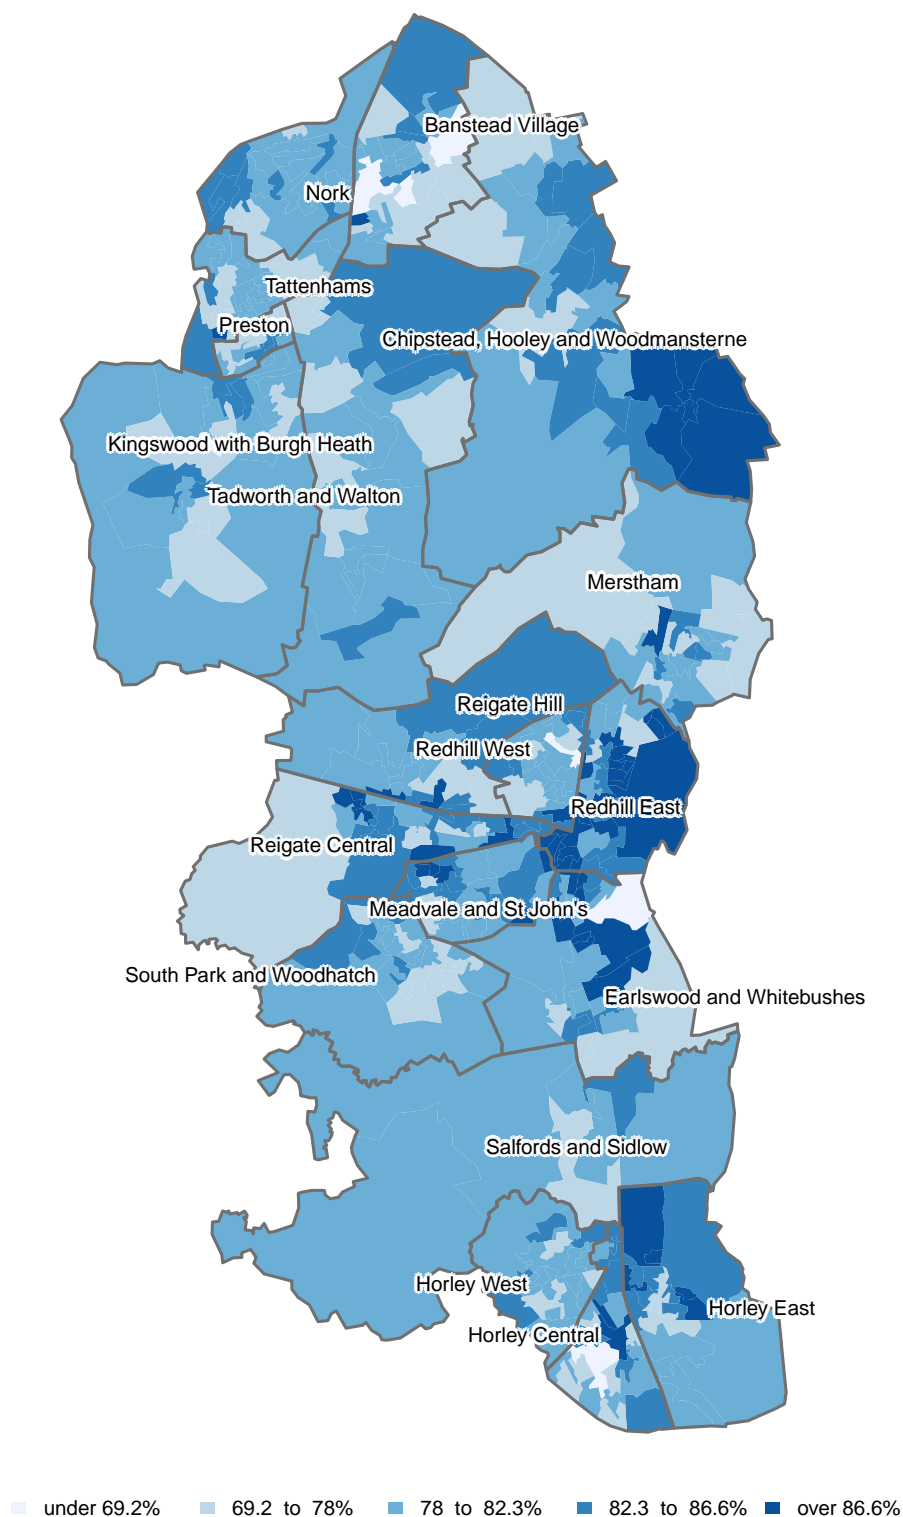 Banstead Village
Nork
Tattenhams
Preston
Chipstead, Hooley and Woodmansterne
Kingswood with Burgh Heath
Tadworth and Walton
Merstham
Reigate Hill
Redhill West
Redhill East
Reigate Central
Meadvale and St John's
South Park and Woodhatch
Earlswood and Whitebushes
Salfords and Sidlow
Horley West
Horley East
Horley Central
under 69.2% 69.2 to 78% 78 to 82.3% 82.3 to 86.6% over 86.6%